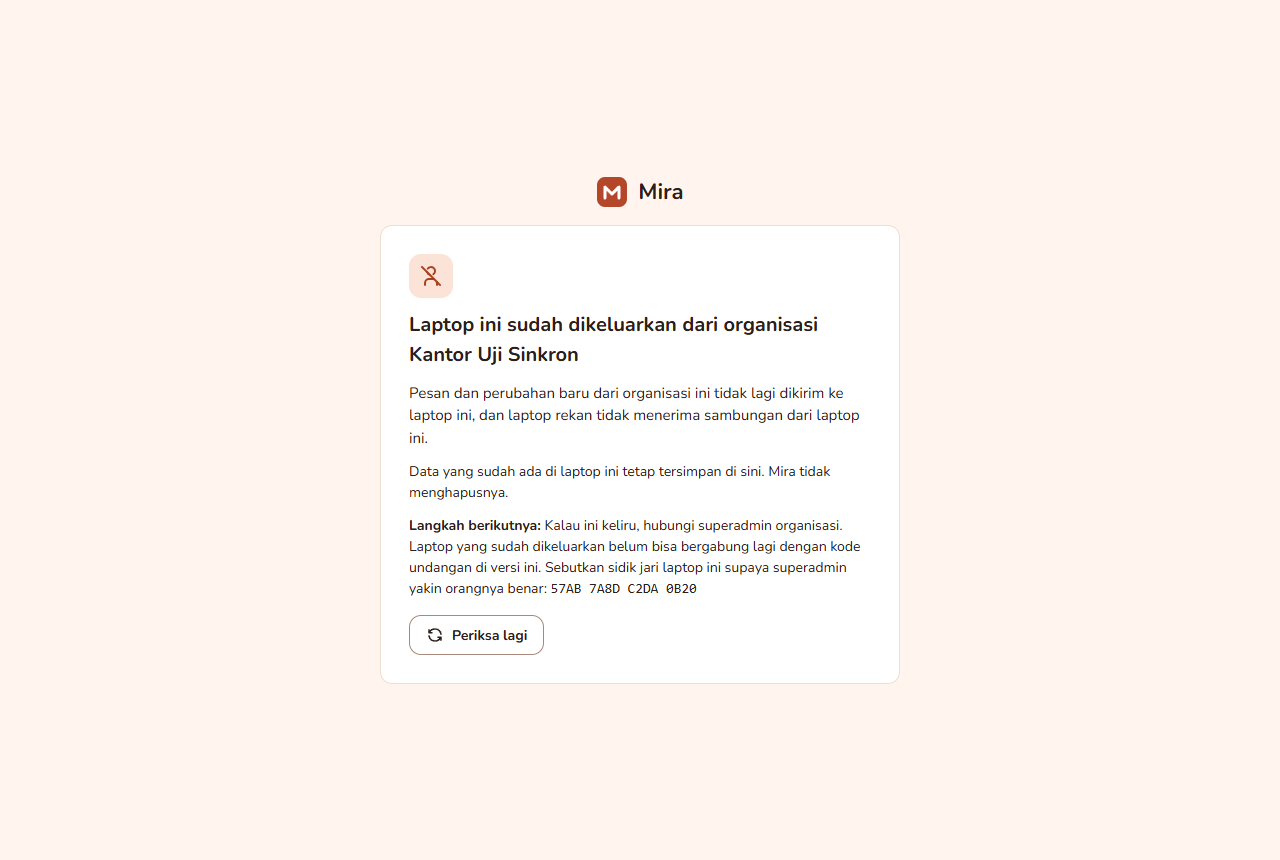 Mira
Laptop ini sudah dikeluarkan dari organisasi
Kantor Uji Sinkron
Pesan dan perubahan baru dari organisasi ini tidak lagi dikirim ke
laptop ini, dan laptop rekan tidak menerima sambungan dari laptop
ini.
Data yang sudah ada di laptop ini tetap tersimpan di sini. Mira tidak
menghapusnya.
Langkah berikutnya: Kalau ini keliru, hubungi superadmin organisasi.
Laptop yang sudah dikeluarkan belum bisa bergabung lagi dengan kode
undangan di versi ini. Sebutkan sidik jari laptop ini supaya superadmin
yakin orangnya benar: 57AB 7A8D C2DA 0B20
Periksa lagi